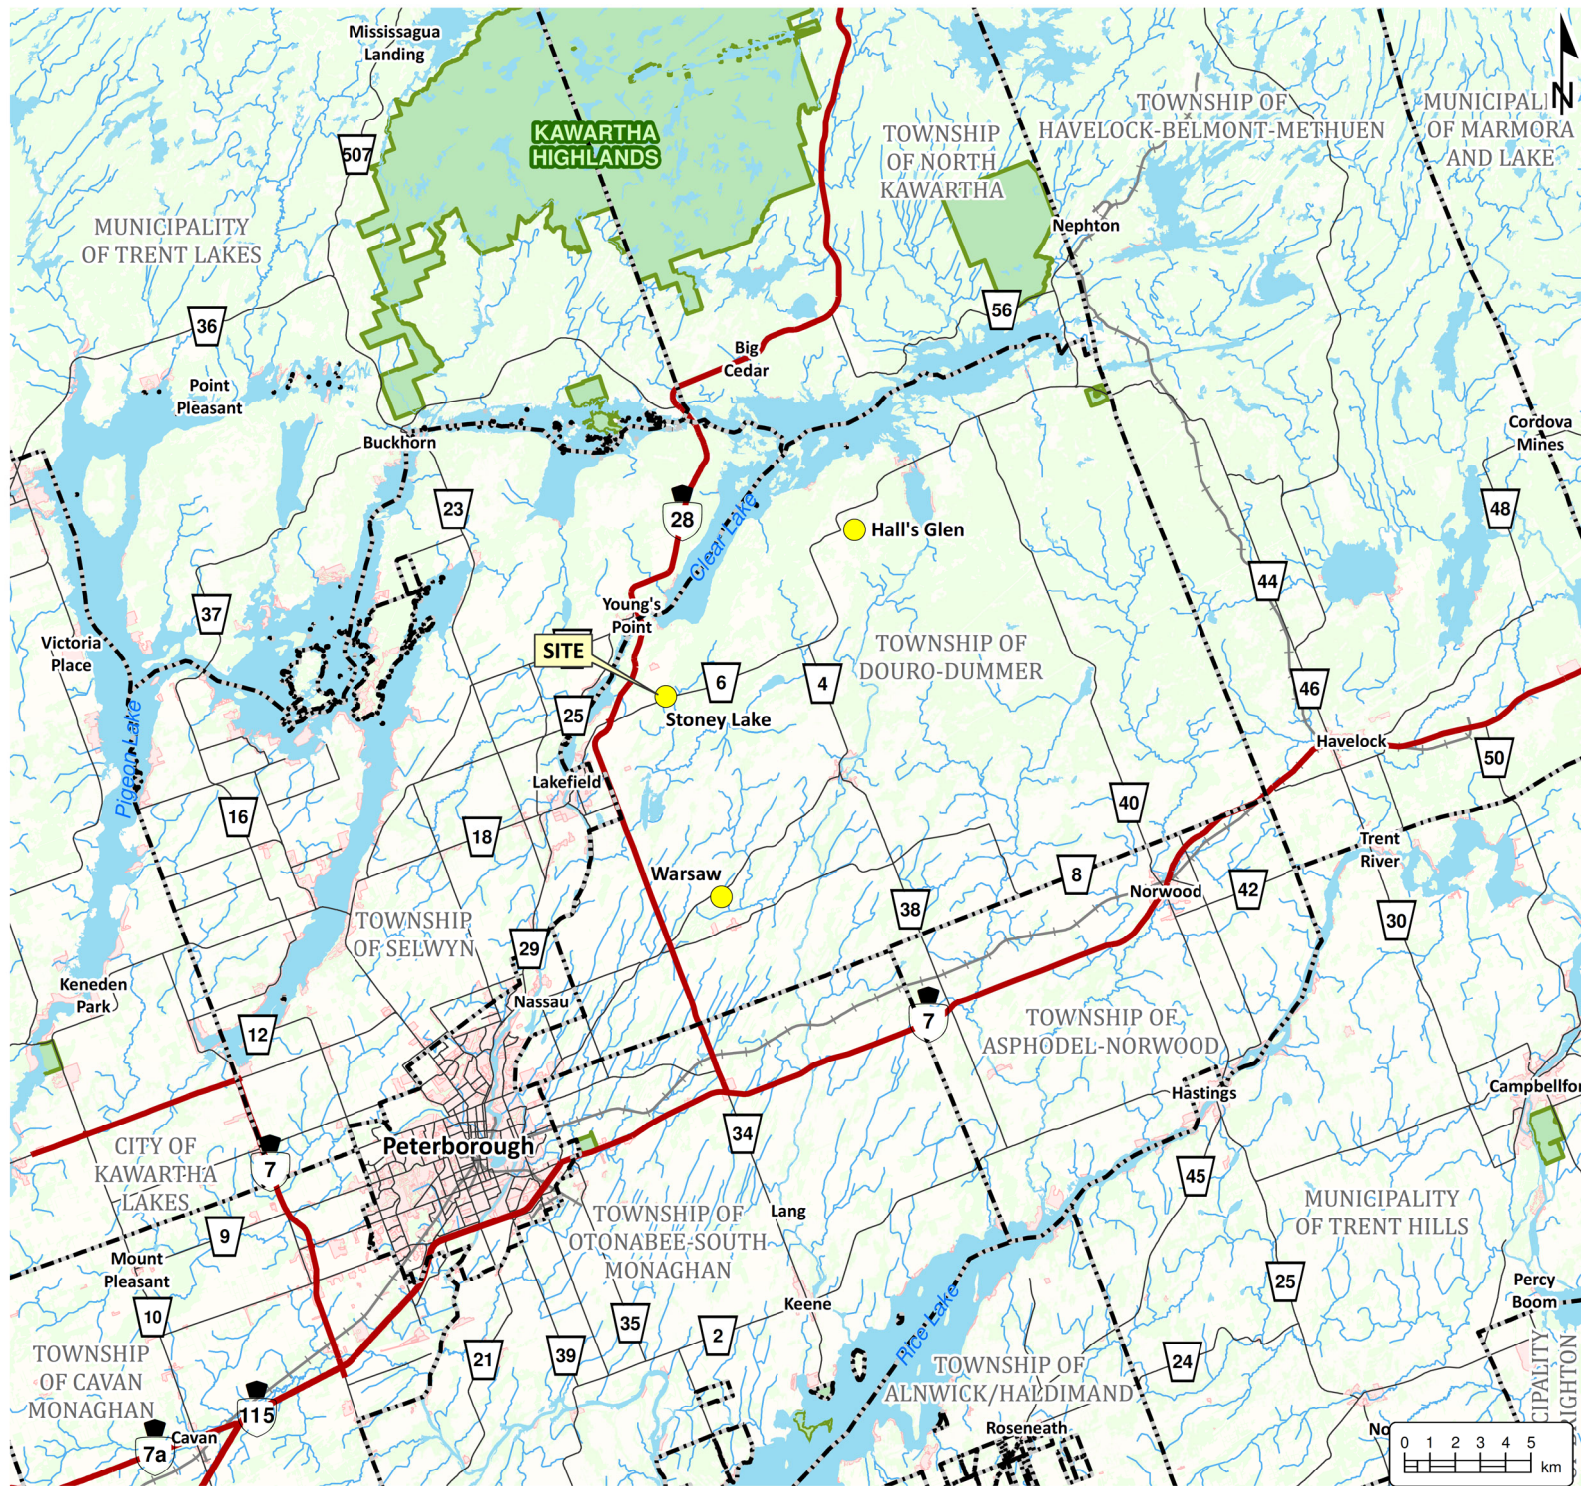 Mississagua
Landing
KAWARTHA
HIGHLANDS
TOWNSHIP OF
HAVELOCK-BELMONT-METHUEN
MUNICIPALI
OF MARMORA
AND LAKE
N
TOWNSHIP
OF NORTH
KAWARTHA
507
MUNICIPALITY
OF TRENT LAKES
Nephton
56
36
Big
Cedar
Point
Pleasant
Buckhorn
Cordova
Mines
23
28
48
Clear Lake
Hall's Glen
44
37
Young's
Point
Victoria
Place
SITE
TOWNSHIP OF
DOURO-DUMMER
6
4
46
25
Stoney Lake
Pigeon Lake
Havelock
50
Lakefield
16
18
40
Trent
River
Warsaw
8
Norwood
42
38
30
TOWNSHIP
OF SELWYN
29
Keneden
Park
Nassau
12
7
TOWNSHIP OF
ASPHODEL-NORWOOD
Hastings
Campbellfor
34
CITY OF
KAWARTHA
LAKES
7
Peterborough
45
Lang
MUNICIPALITY
OF TRENT HILLS
TOWNSHIP OF
OTONABEE-SOUTH
MONAGHAN
9
Mount
Pleasant
10
Keene
Rice Lake
25
Percy
Boom
35
2
21
39
24
TOWNSHIP
OF CAVAN
MONAGHAN
TOWNSHIP OF
ALNWICK/HALDIMAND
115
7a
Cavan
Roseneath
No
CIPALITY
RIGHTON
0 1 2 3 4 5
km